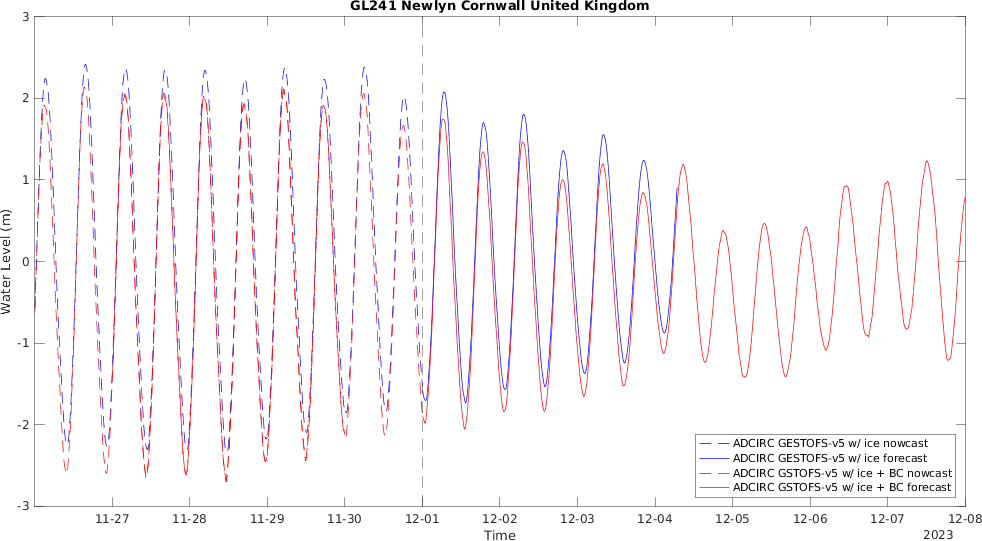 GL241 Newlyn Cornwall United Kingdom
3
2
1
0
-1
-2
-3
Water Level (m)
11-27 11-28 11-29 11-30 12-01 12-02 12-03 12-04 12-05 12-06 12-07 12-08
Time
2023
ADCIRC GESTOFS-v5 w/ ice nowcast
ADCIRC GESTOFS-v5 w/ ice forecast
ADCIRC GSTOFS-v5 w/ ice + BC nowcast
ADCIRC GSTOFS-v5 w/ ice + BC forecast